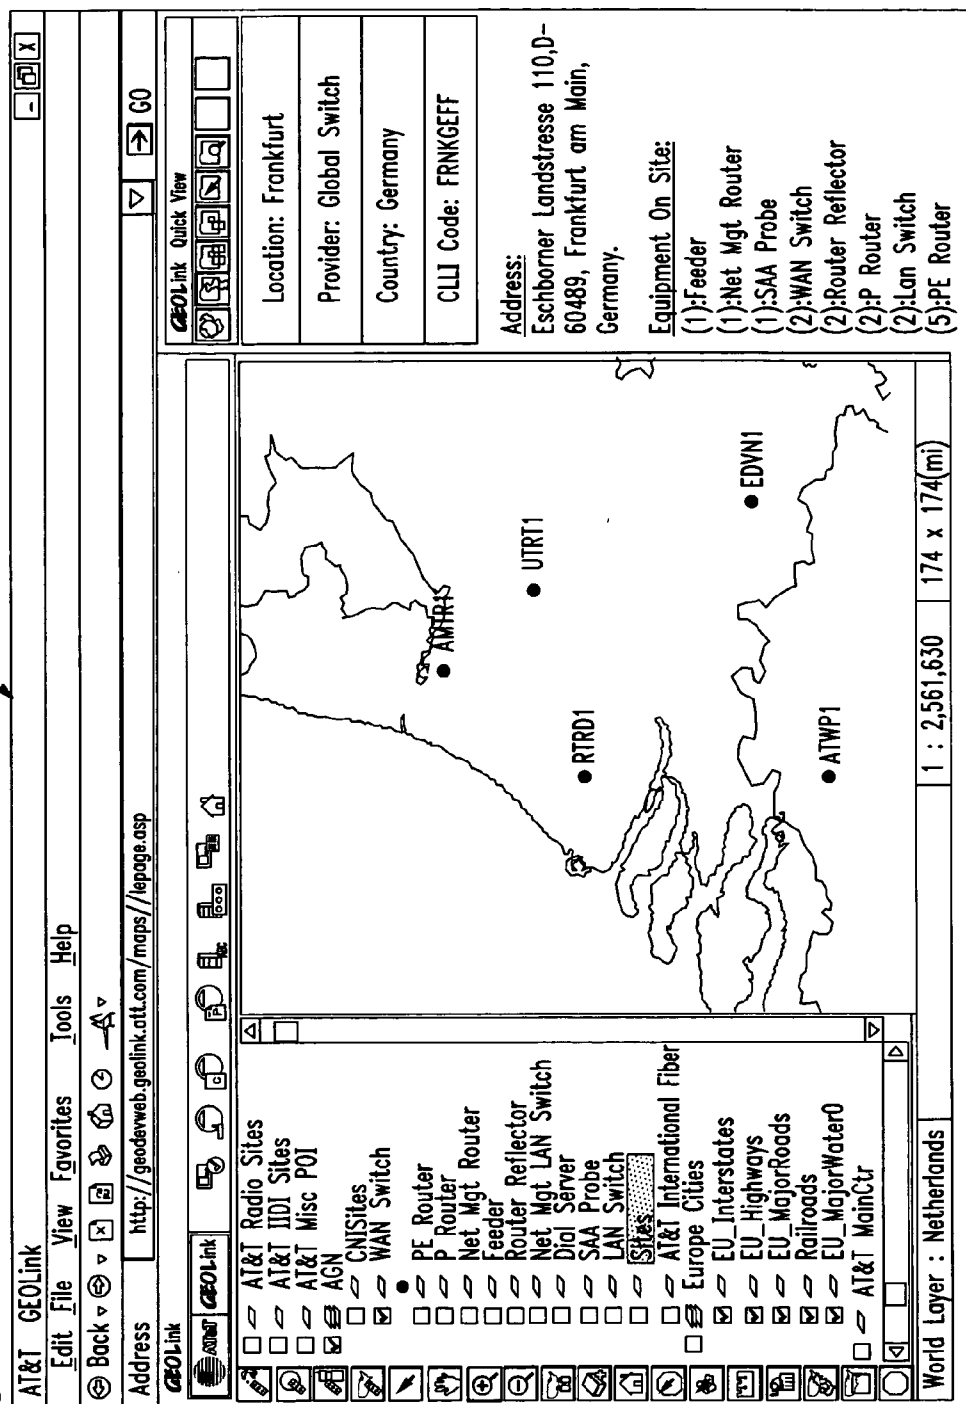 AT&T GEOLink
Edit File View Favorites Tools Help
Back
Address http://geodevweb.geolink.att.com/maps//lepage.asp GO
GEOLink
GEOLink Quick View
AT&T GEOLink
AT&T Radio Sites
AT&T IIDI Sites
AT&T Misc POI
AGN
CNISites
WAN Switch
PE Router
P Router
Net Mgt Router
Feeder
Router Reflector
Net Mgt LAN Switch
Dial Server
SAA Probe
LAN Switch
Sites
AT&T International Fiber
Europe Cities
EU_Interstates
EU_Highways
EU_MajorRoads
Railroads
EU_MajorWater0
AT&T MainCtr
AMTR1
UTRT1
RTRD1
EDVN1
ATWP1
Location: Frankfurt
Provider: Global Switch
Country: Germany
CLLI Code: FRNKGEFF
Address:
Eschborner Landstresse 110,D-
60489, Frankfurt am Main,
Germany.
Equipment On Site:
(1):Feeder
(1):Net Mgt Router
(1):SAA Probe
(2):WAN Switch
(2):Router Reflector
(2):P Router
(2):Lan Switch
(5):PE Router
World Layer : Netherlands
1 : 2,561,630
174 x 174(mi)